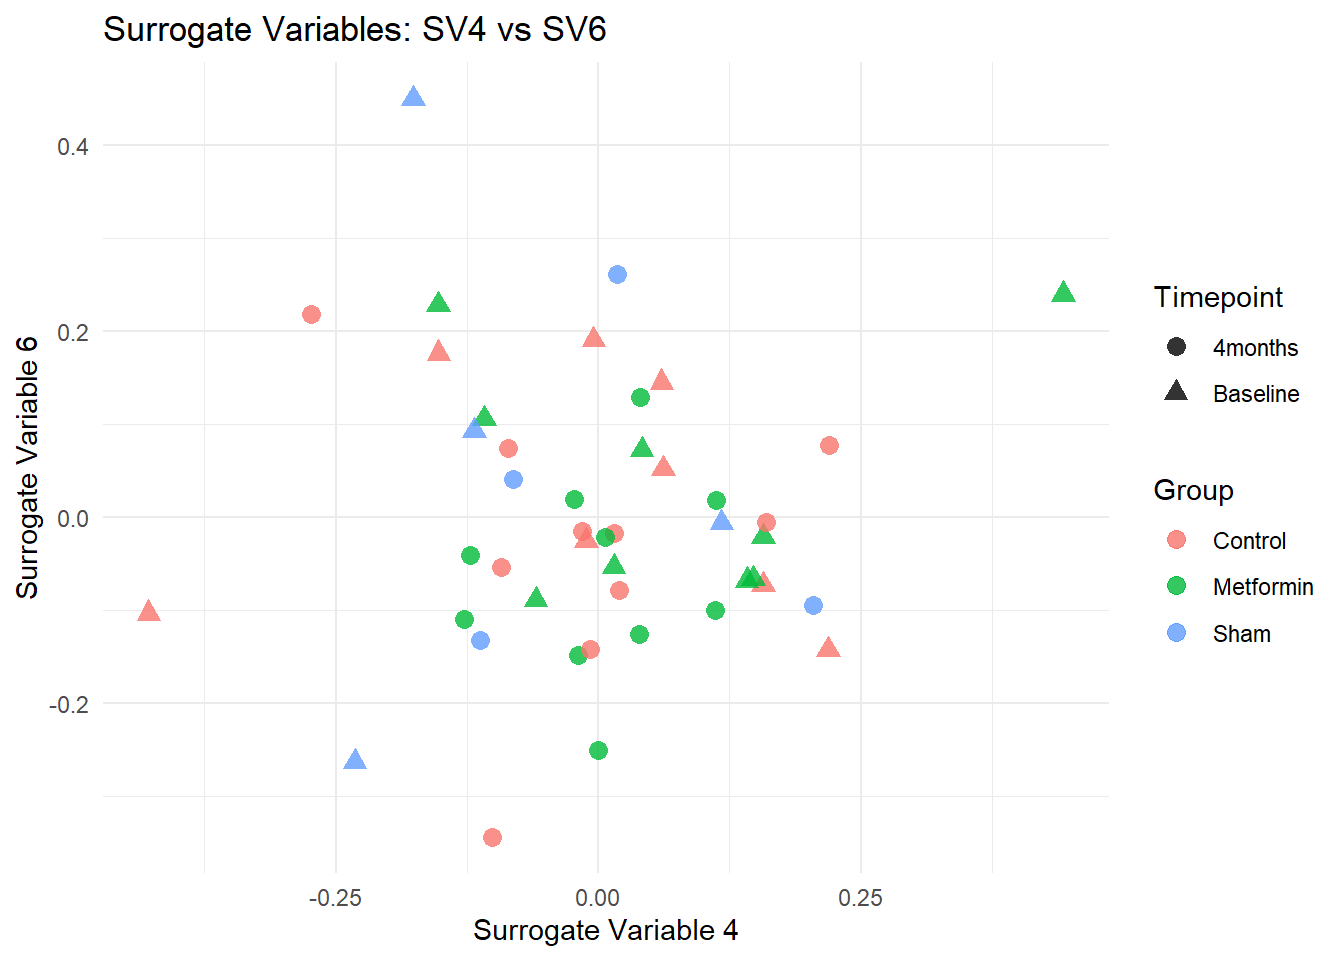 Surrogate Variables: SV4 vs SV6
Surrogate Variable 6
0.4
0.2
0.0
-0.2
-0.25
0.00
0.25
Surrogate Variable 4
Timepoint
4months
Baseline
Group
Control
Metformin
Sham